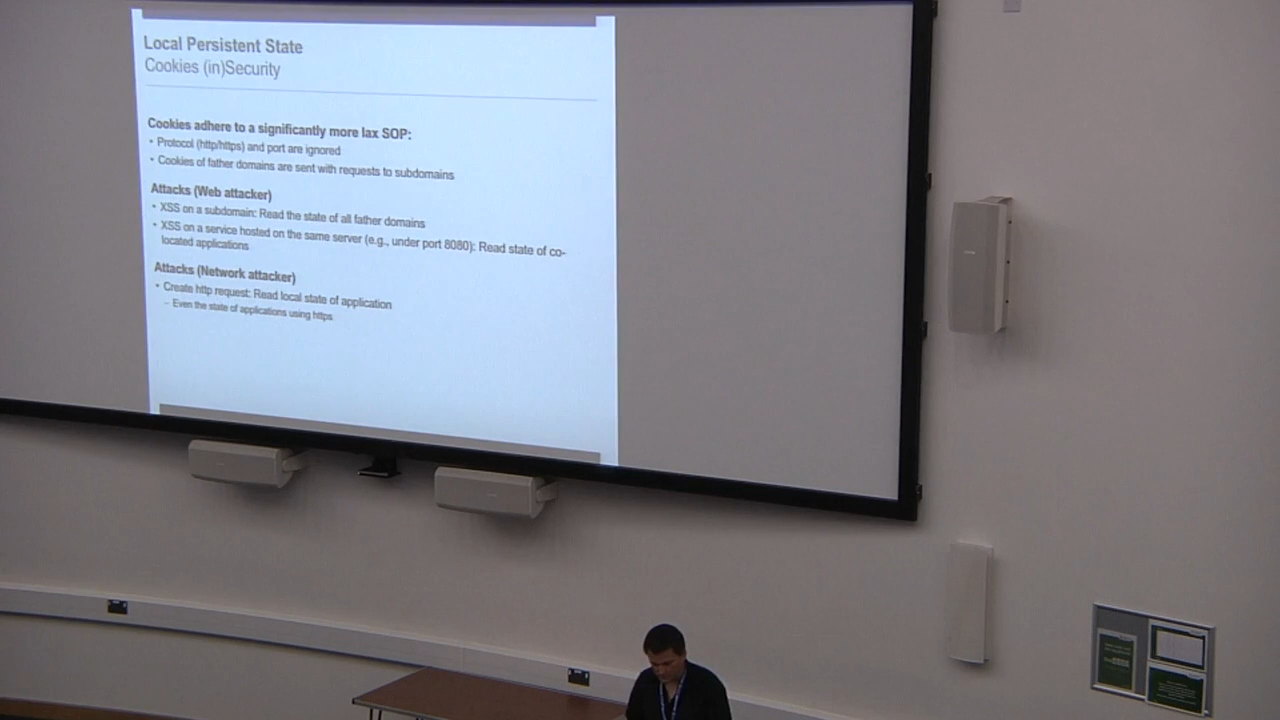 Local Persistent State
Cookies (in)Security
Cookies adhere to a significantly more lax SOP:
• Protocol (http/https) and port are ignored
• Cookies of father domains are sent with requests to subdomains
Attacks (Web attacker)
• XSS on a subdomain: Read the state of all father domains
• XSS on a service hosted on the same server (e.g., under port 8080): Read state of co-
located applications
Attacks (Network attacker)
• Create http request: Read local state of application
– Even the state of applications using https